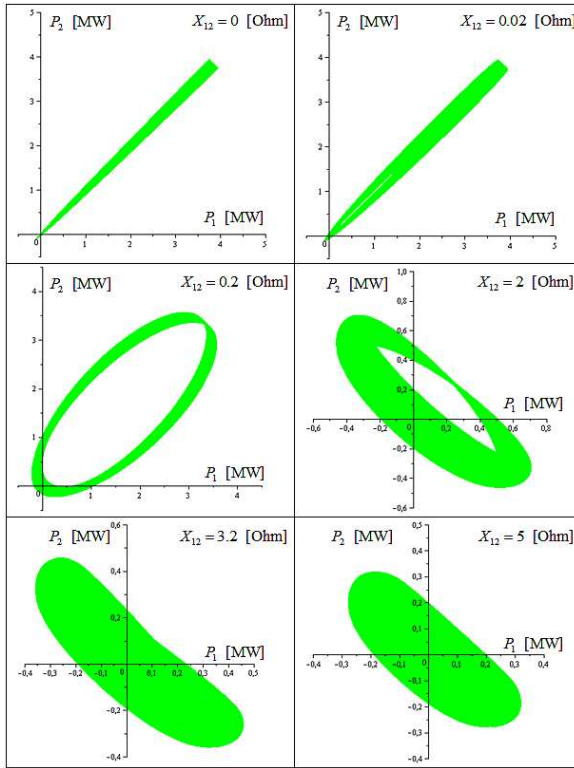 P₂ [MW] X₁₂ = 0 [Ohm]
5
4
3
2
1
P₁ [MW]
0 1 2 3 4 5
P₂ [MW] X₁₂ = 0.02 [Ohm]
5
4
3
2
1
P₁ [MW]
0 1 2 3 4 5
P₂ [MW] X₁₂ = 0.2 [Ohm]
4
3
2
1
P₁ [MW]
0 1 2 3 4
1,0
P₂ [MW] X₁₂ = 2 [Ohm]
0,8
0,6
0,4
0,2
P₁ [MW]
-0,6 -0,4 -0,2 0 0,2 0,4 0,6 0,8
-0,2
-0,4
-0,6
0,6
P₂ [MW] X₁₂ = 3.2 [Ohm]
0,4
0,2
P₁ [MW]
-0,3 -0,2 -0,1 0 0,1 0,2 0,3 0,4 0,5
-0,2
-0,4
0,5
P₂ [MW] X₁₂ = 5 [Ohm]
0,4
0,3
0,2
0,1
P₁ [MW]
-0,3 -0,2 -0,1 0 0,1 0,2 0,3 0,4
-0,1
-0,2
-0,3
-0,4